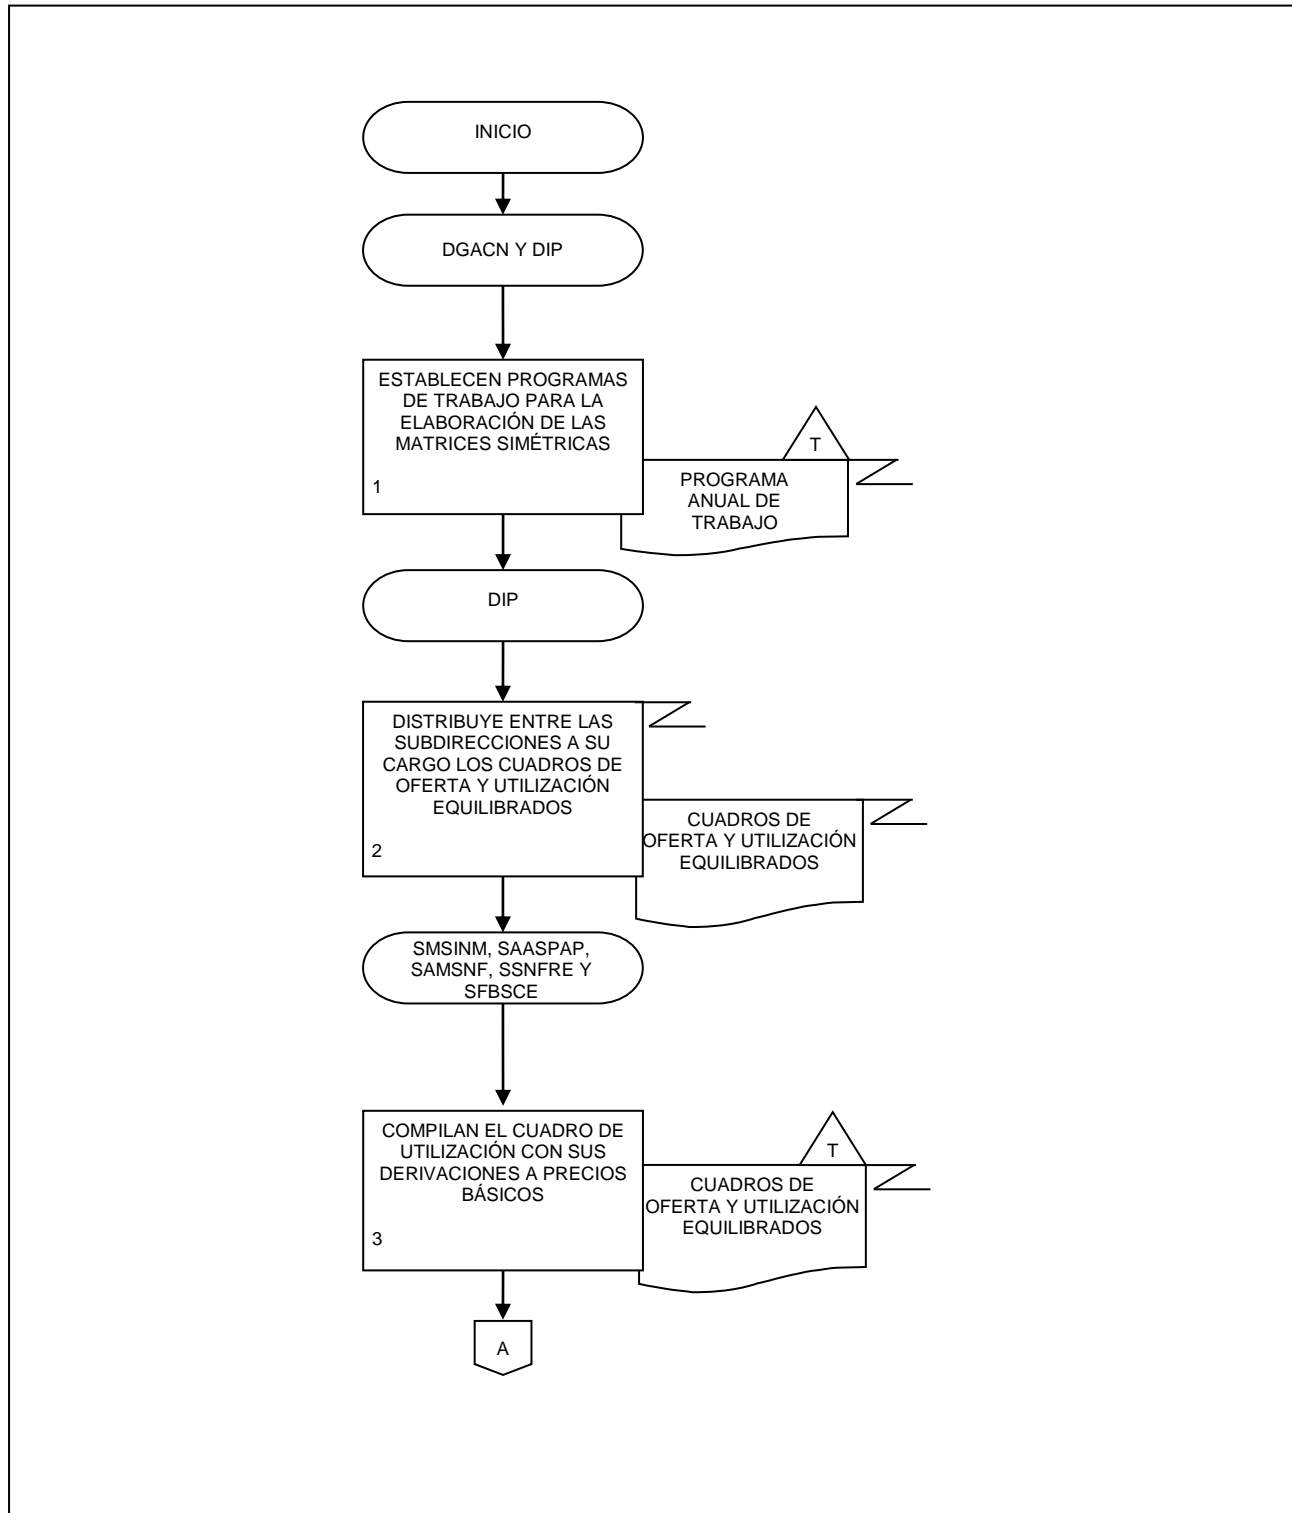 INICIO
DGACN Y DIP
ESTABLECEN PROGRAMAS
DE TRABAJO PARA LA
ELABORACIÓN DE LAS
MATRICES SIMÉTRICAS
1
T
PROGRAMA
ANUAL DE
TRABAJO
DIP
DISTRIBUYE ENTRE LAS
SUBDIRECCIONES A SU
CARGO LOS CUADROS DE
OFERTA Y UTILIZACIÓN
EQUILIBRADOS
2
CUADROS DE
OFERTA Y UTILIZACIÓN
EQUILIBRADOS
SMSINM, SAASPAP,
SAMSNF, SSNFRE Y
SFBSCE
COMPILAN EL CUADRO DE
UTILIZACIÓN CON SUS
DERIVACIONES A PRECIOS
BÁSICOS
3
T
CUADROS DE
OFERTA Y UTILIZACIÓN
EQUILIBRADOS
A